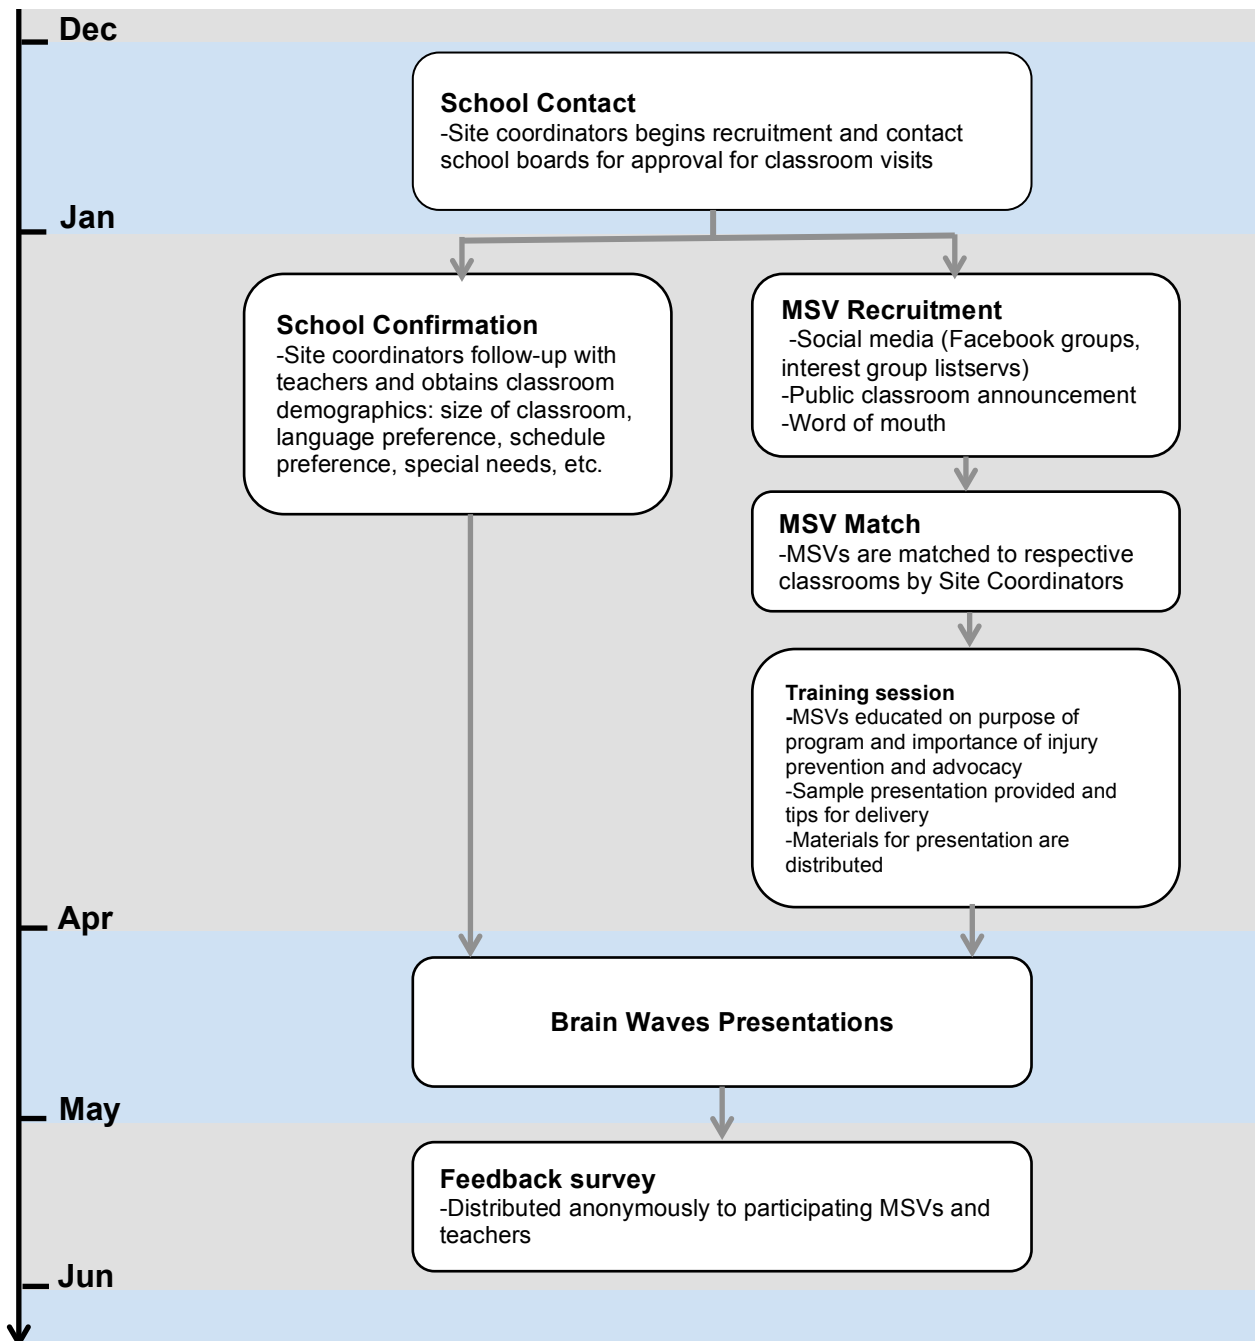 Dec
School Contact
-Site coordinators begins recruitment and contact
school boards for approval for classroom visits
Jan
School Confirmation
-Site coordinators follow-up with
teachers and obtains classroom
demographics: size of classroom,
language preference, schedule
preference, special needs, etc.
MSV Recruitment
-Social media (Facebook groups,
interest group listservs)
-Public classroom announcement
-Word of mouth
MSV Match
-MSVs are matched to respective
classrooms by Site Coordinators
Training session
-MSVs educated on purpose of
program and importance of injury
prevention and advocacy
-Sample presentation provided and
tips for delivery
-Materials for presentation are
distributed
Apr
Brain Waves Presentations
May
Feedback survey
-Distributed anonymously to participating MSVs and
teachers
Jun